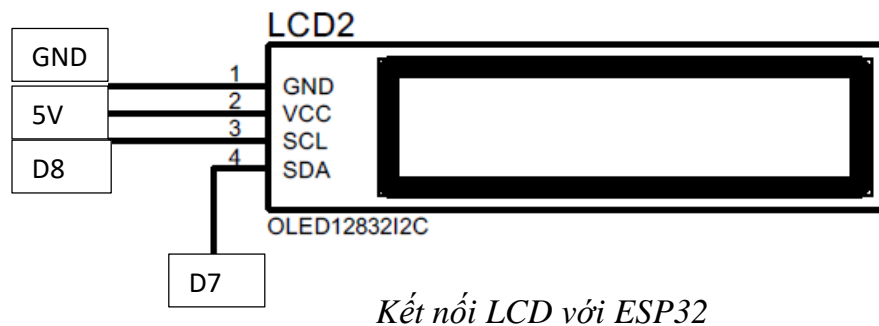 LCD2
GND
1 GND
5V
2 VCC
3 SCL
D8
4 SDA
OLED12832I2C
D7
Kết nối LCD với ESP32